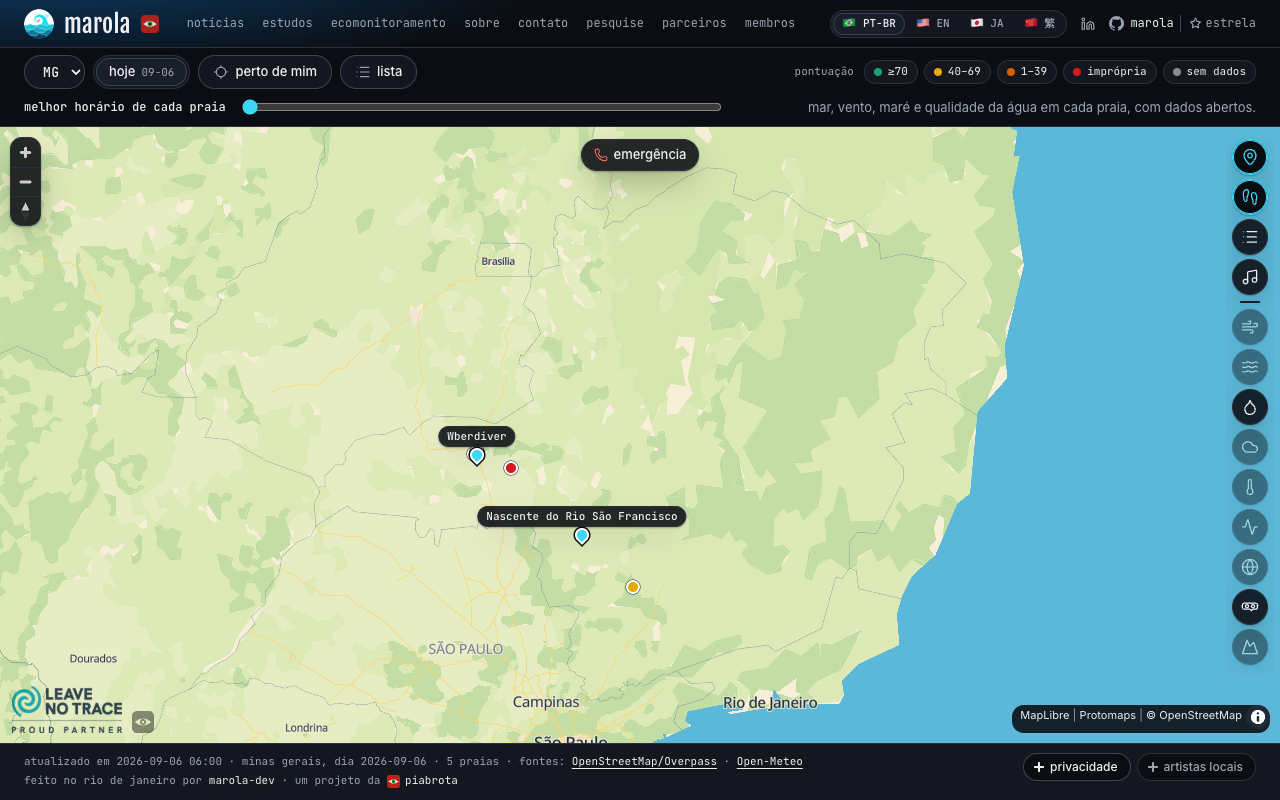 marola
notícias estudos ecomonitoramento sobre contato pesquise parceiros membros
PT-BR EN JA 繁
marola estrela
MG hoje 09-06 perto de mim lista
pontuação ≥70 40–69 1–39 imprópria sem dados
melhor horário de cada praia
mar, vento, maré e qualidade da água em cada praia, com dados abertos.
emergência
Brasília
Wberdiver
Nascente do Rio São Francisco
SÃO PAULO
Dourados
Campinas
Rio de Janeiro
Londrina
São Paulo
LEAVE
NO TRACE
PROUD PARTNER
MapLibre | Protomaps | © OpenStreetMap
atualizado em 2026-09-06 06:00 · minas gerais, dia 2026-09-06 · 5 praias · fontes: OpenStreetMap/Overpass · Open-Meteo
feito no rio de janeiro por marola-dev · um projeto da piabrota
privacidade
artistas locais